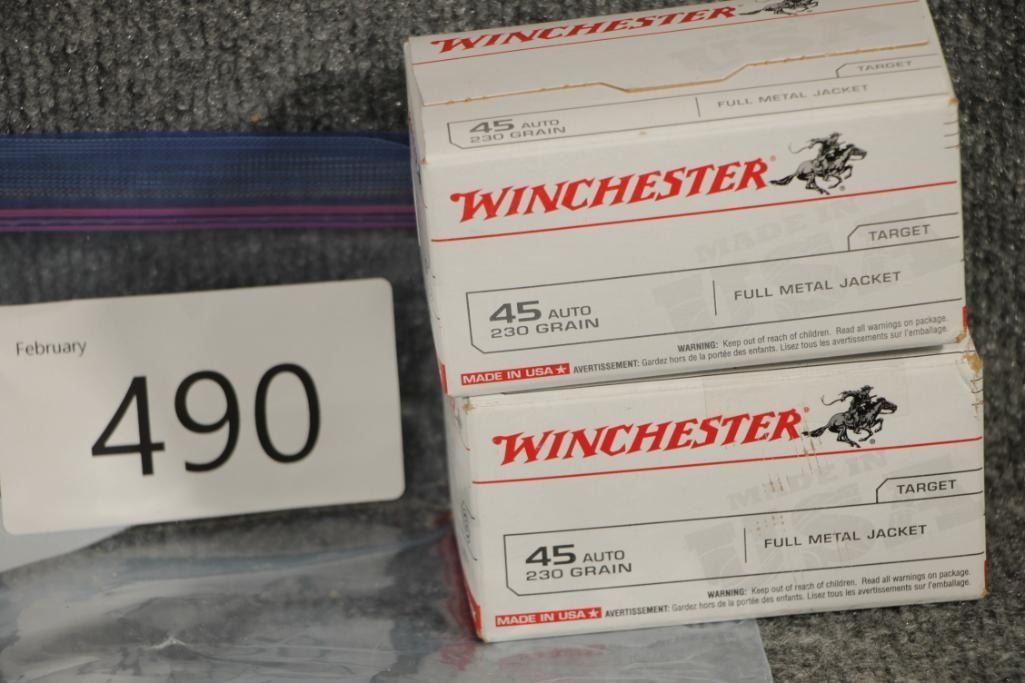 February
490
WINCHESTER
TARGET
45 AUTO
230 GRAIN
FULL METAL JACKET
WINCHESTER®
MADE IN
TARGET
45 AUTO
230 GRAIN
FULL METAL JACKET
WARNING: Keep out of reach of children. Read all warnings on package.
MADE IN USA★ AVERTISSEMENT: Gardez hors de la portée des enfants. Lisez tous les avertissements sur l'emballage.
WINCHESTER®
MADE IN
TARGET
45 AUTO
230 GRAIN
FULL METAL JACKET
WARNING: Keep out of reach of children. Read all warnings on package.
MADE IN USA★ AVERTISSEMENT: Gardez hors de la portée des enfants. Lisez tous les avertissements sur l'emballage.